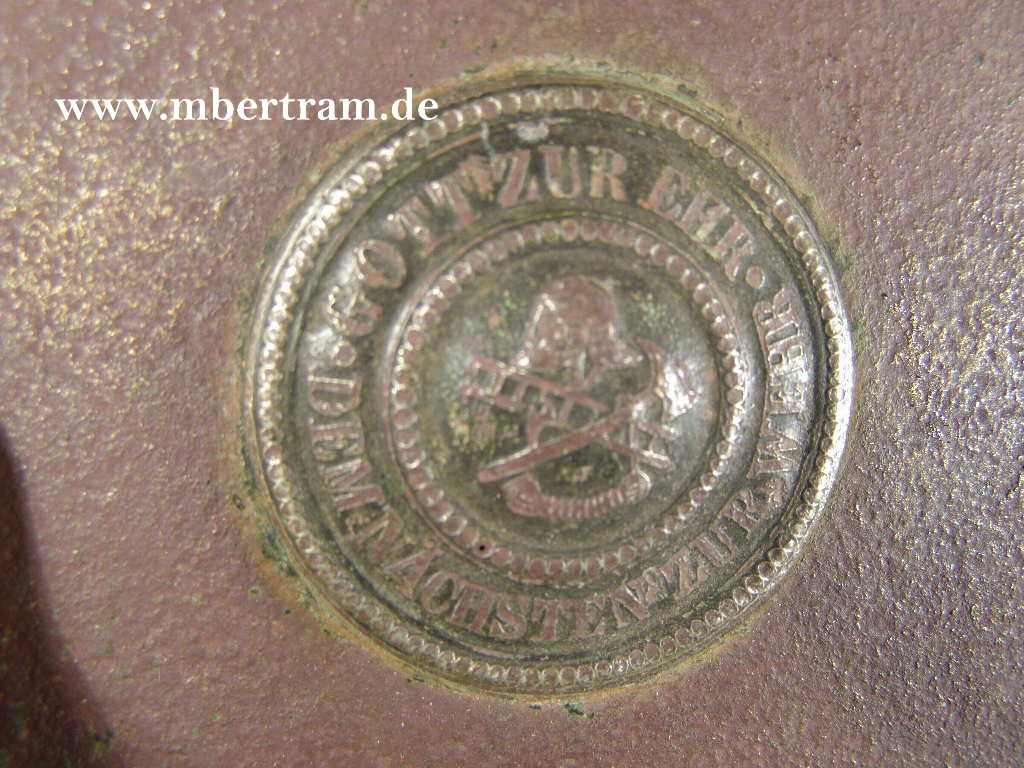 www.mbertram.de
GOTT ZUR EHR ·
DEM NÄCHSTEN ZUR WEHR ·